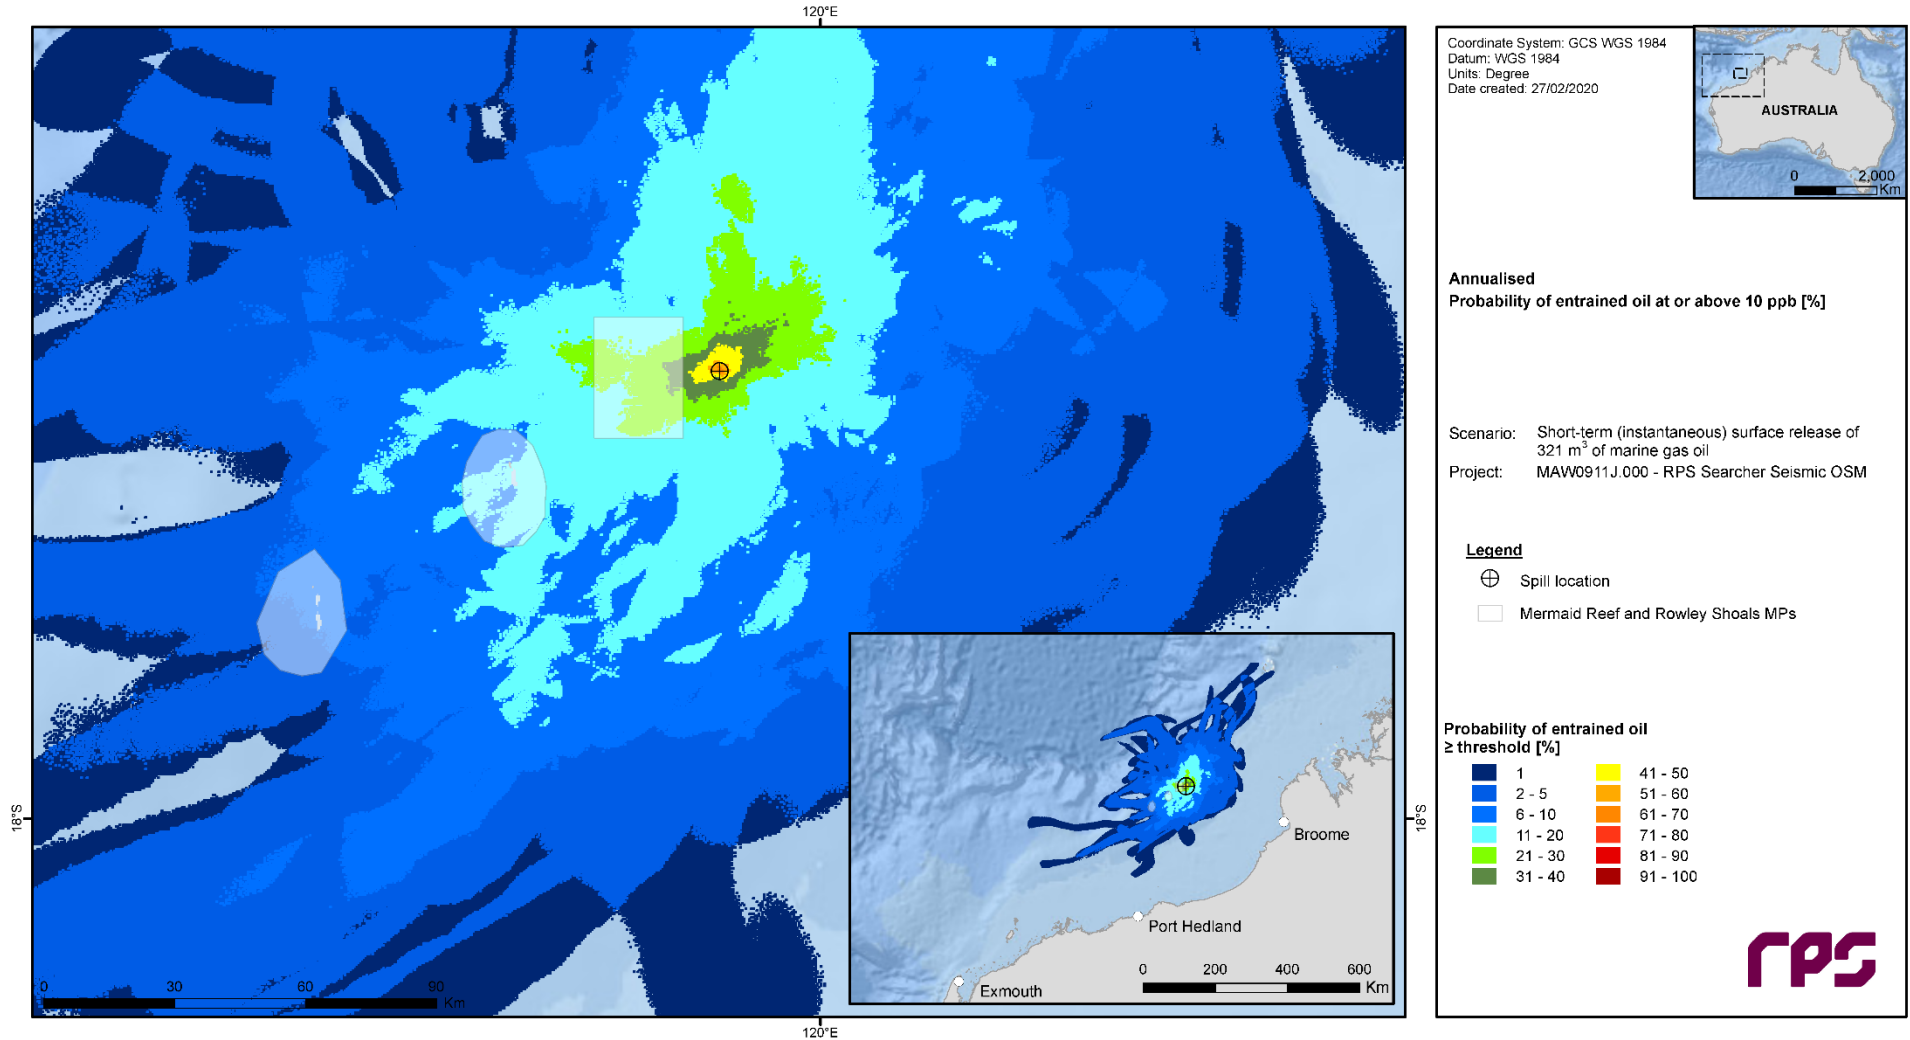 120°E
18°S
18°S
0 30 60 90
Km
120°E
Broome
Port Hedland
Exmouth
0 200 400 600
Km
Coordinate System: GCS WGS 1984
Datum: WGS 1984
Units: Degree
Date created: 27/02/2020
AUSTRALIA
0 2,000
Km
Annualised
Probability of entrained oil at or above 10 ppb [%]
Scenario: Short-term (instantaneous) surface release of
321 m³ of marine gas oil
Project: MAW0911J.000 - RPS Searcher Seismic OSM
Legend
Spill location
Mermaid Reef and Rowley Shoals MPs
Probability of entrained oil
≥ threshold [%]
1 41 - 50
2 - 5 51 - 60
6 - 10 61 - 70
11 - 20 71 - 80
21 - 30 81 - 90
31 - 40 91 - 100
rps